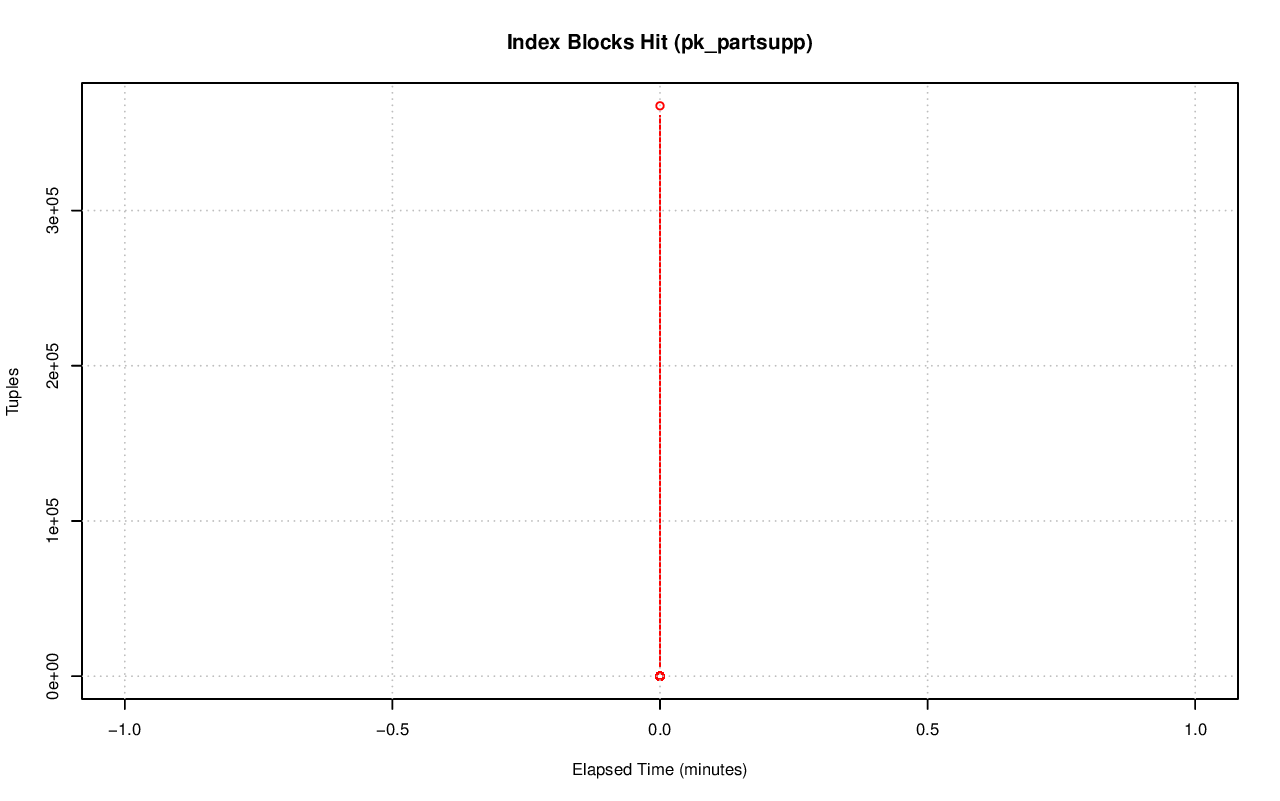 Index Blocks Hit (pk_partsupp)
Tuples
3e+05
2e+05
1e+05
0e+00
−1.0
−0.5
0.0
0.5
1.0
Elapsed Time (minutes)